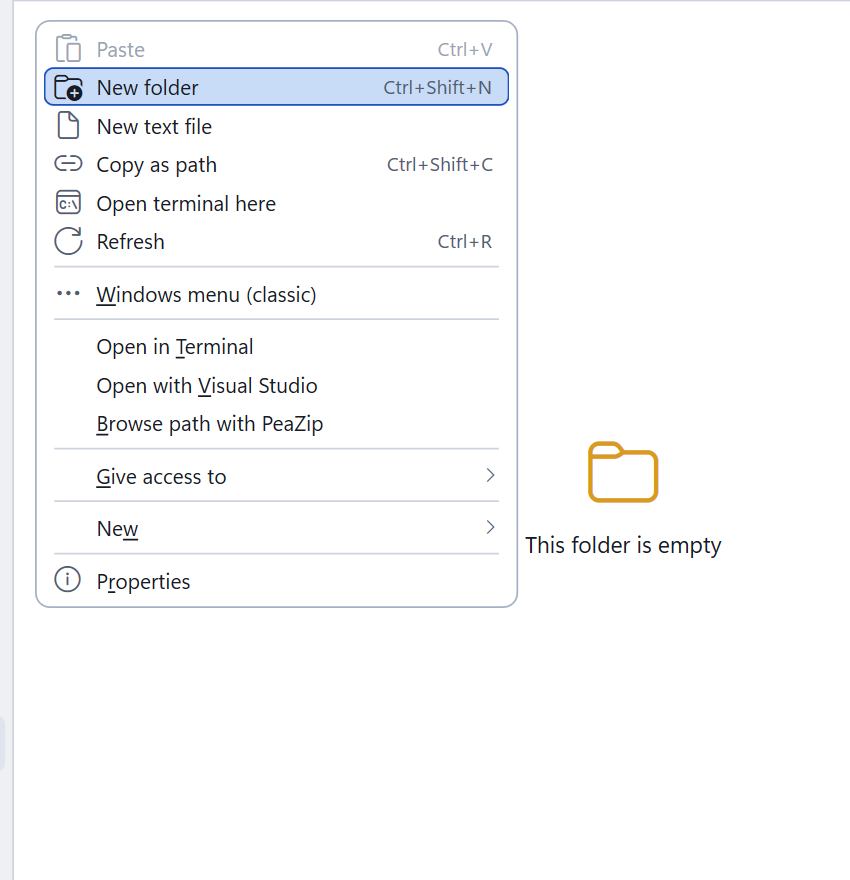 Paste Ctrl+V
New folder Ctrl+Shift+N
New text file
Copy as path Ctrl+Shift+C
C:\ Open terminal here
Refresh Ctrl+R
Windows menu (classic)
Open in Terminal
Open with Visual Studio
Browse path with PeaZip
Give access to
New
Properties
This folder is empty